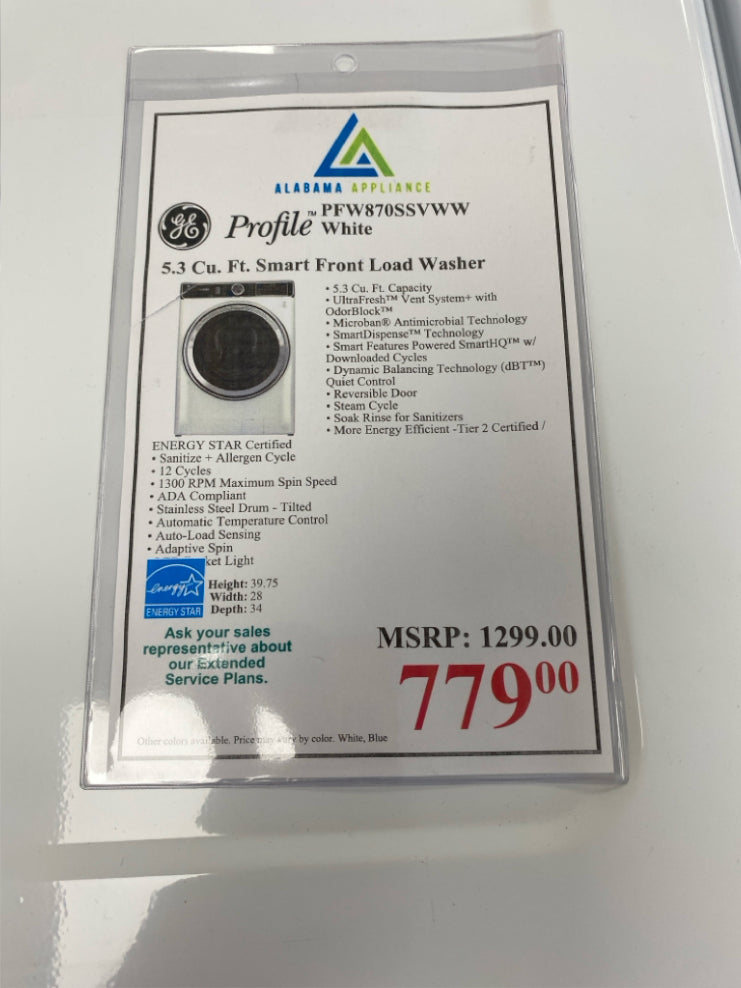 ALABAMA APPLIANCE
GE Profile™ PFW870SSVWW
White
5.3 Cu. Ft. Smart Front Load Washer
• 5.3 Cu. Ft. Capacity
• UltraFresh™ Vent System+ with
OdorBlock™
• Microban® Antimicrobial Technology
• SmartDispense™ Technology
• Smart Features Powered SmartHQ™ w/
Downloaded Cycles
• Dynamic Balancing Technology (dBT™)
Quiet Control
• Reversible Door
• Steam Cycle
• Soak Rinse for Sanitizers
• More Energy Efficient -Tier 2 Certified /
ENERGY STAR Certified
• Sanitize + Allergen Cycle
• 12 Cycles
• 1300 RPM Maximum Spin Speed
• ADA Compliant
• Stainless Steel Drum - Tilted
• Automatic Temperature Control
• Auto-Load Sensing
• Adaptive Spin
Light
energy
ENERGY STAR
Height: 39.75
Width: 28
Depth: 34
Ask your sales
representative about
our Extended
Service Plans.
MSRP: 1299.00
77900
Other colors available. Price may vary by color. White, Blue